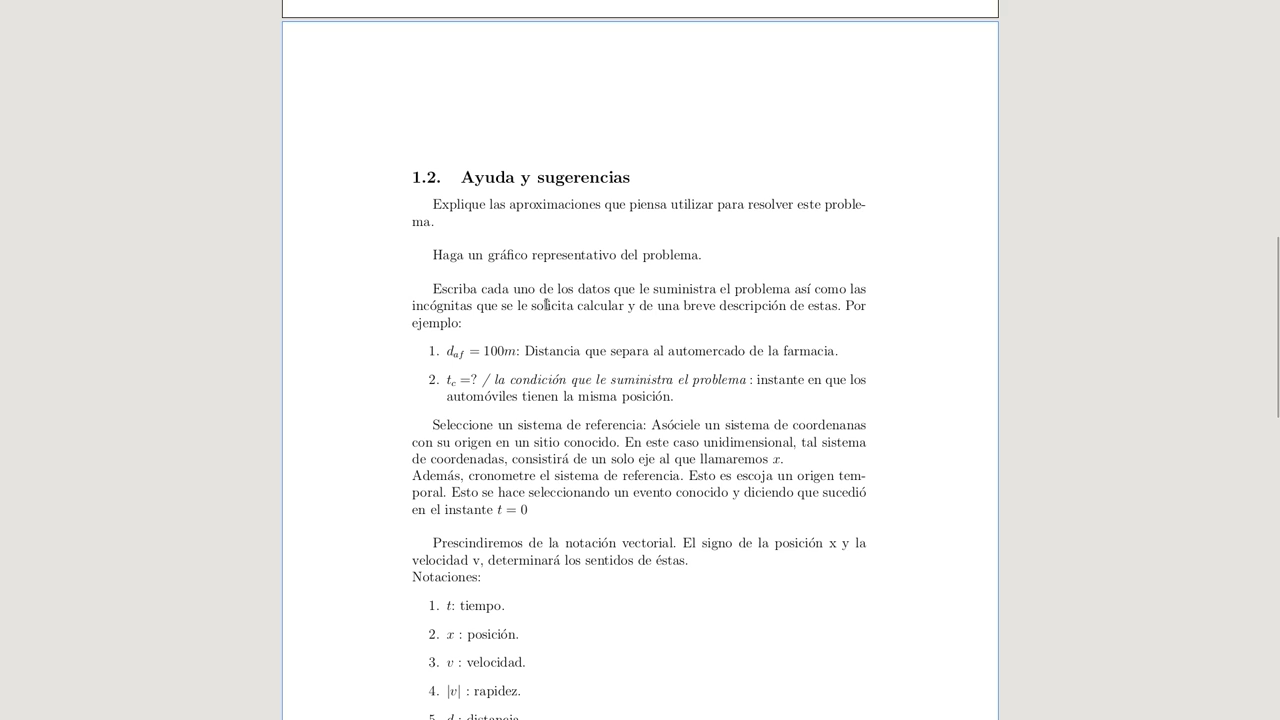 1.2. Ayuda y sugerencias
Explique las aproximaciones que piensa utilizar para resolver este proble-
ma.
Haga un gráfico representativo del problema.
Escriba cada uno de los datos que le suministra el problema así como las
incógnitas que se le solicita calcular y de una breve descripción de estas. Por
ejemplo:
1. d_af = 100m: Distancia que separa al automercado de la farmacia.
2. t_c =? / la condición que le suministra el problema : instante en que los
automóviles tienen la misma posición.
Seleccione un sistema de referencia: Asóciele un sistema de coordenanas
con su origen en un sitio conocido. En este caso unidimensional, tal sistema
de coordenadas, consistirá de un solo eje al que llamaremos x.
Además, cronometre el sistema de referencia. Esto es escoja un origen tem-
poral. Esto se hace seleccionando un evento conocido y diciendo que sucedió
en el instante t = 0
Prescindiremos de la notación vectorial. El signo de la posición x y la
velocidad v, determinará los sentidos de éstas.
Notaciones:
1. t: tiempo.
2. x : posición.
3. v : velocidad.
4. |v| : rapidez.
5. d : distancia.